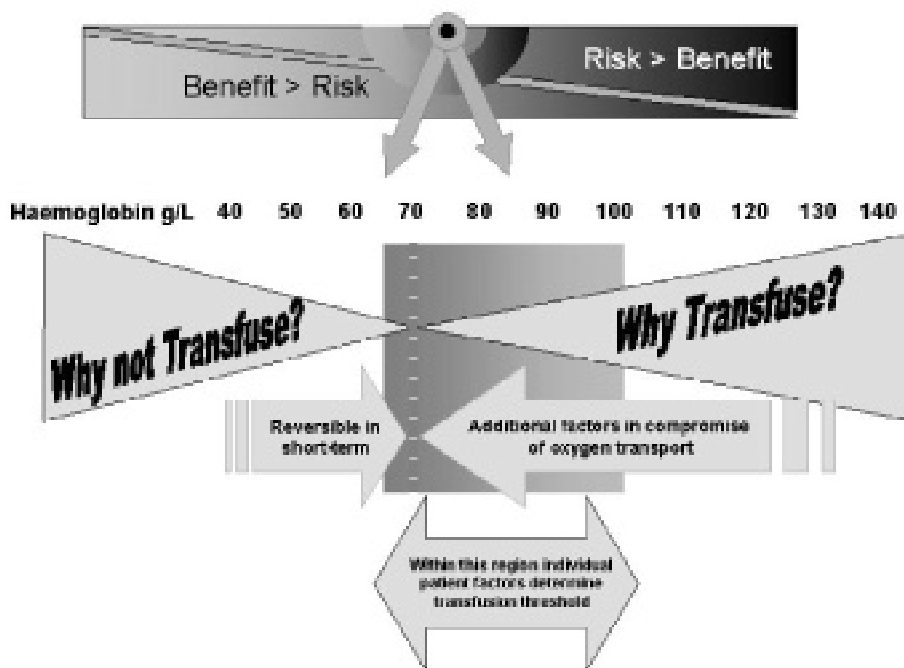 Benefit > Risk
Risk > Benefit
Haemoglobin g/L 40 50 60 70 80 90 100 110 120 130 140
Why not Transfuse?
Why Transfuse?
Reversible in
short-term
Additional factors in compromise
of oxygen transport
Within this region individual
patient factors determine
transfusion threshold